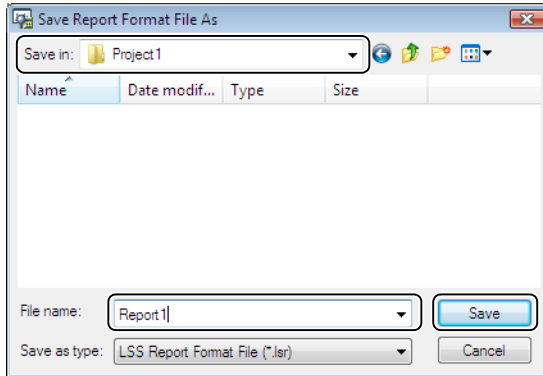 Save Report Format File As
Save in: Project1
Name Date modif... Type Size
File name: Report1 Save
Save as type: LSS Report Format File (*.lsr) Cancel